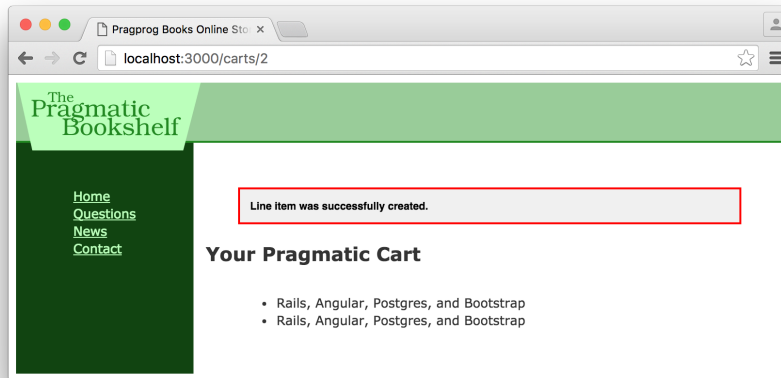 Pragprog Books Online Sto
localhost:3000/carts/2
The
Pragmatic
Bookshelf
Home
Questions
News
Contact
Line item was successfully created.
Your Pragmatic Cart
• Rails, Angular, Postgres, and Bootstrap
• Rails, Angular, Postgres, and Bootstrap